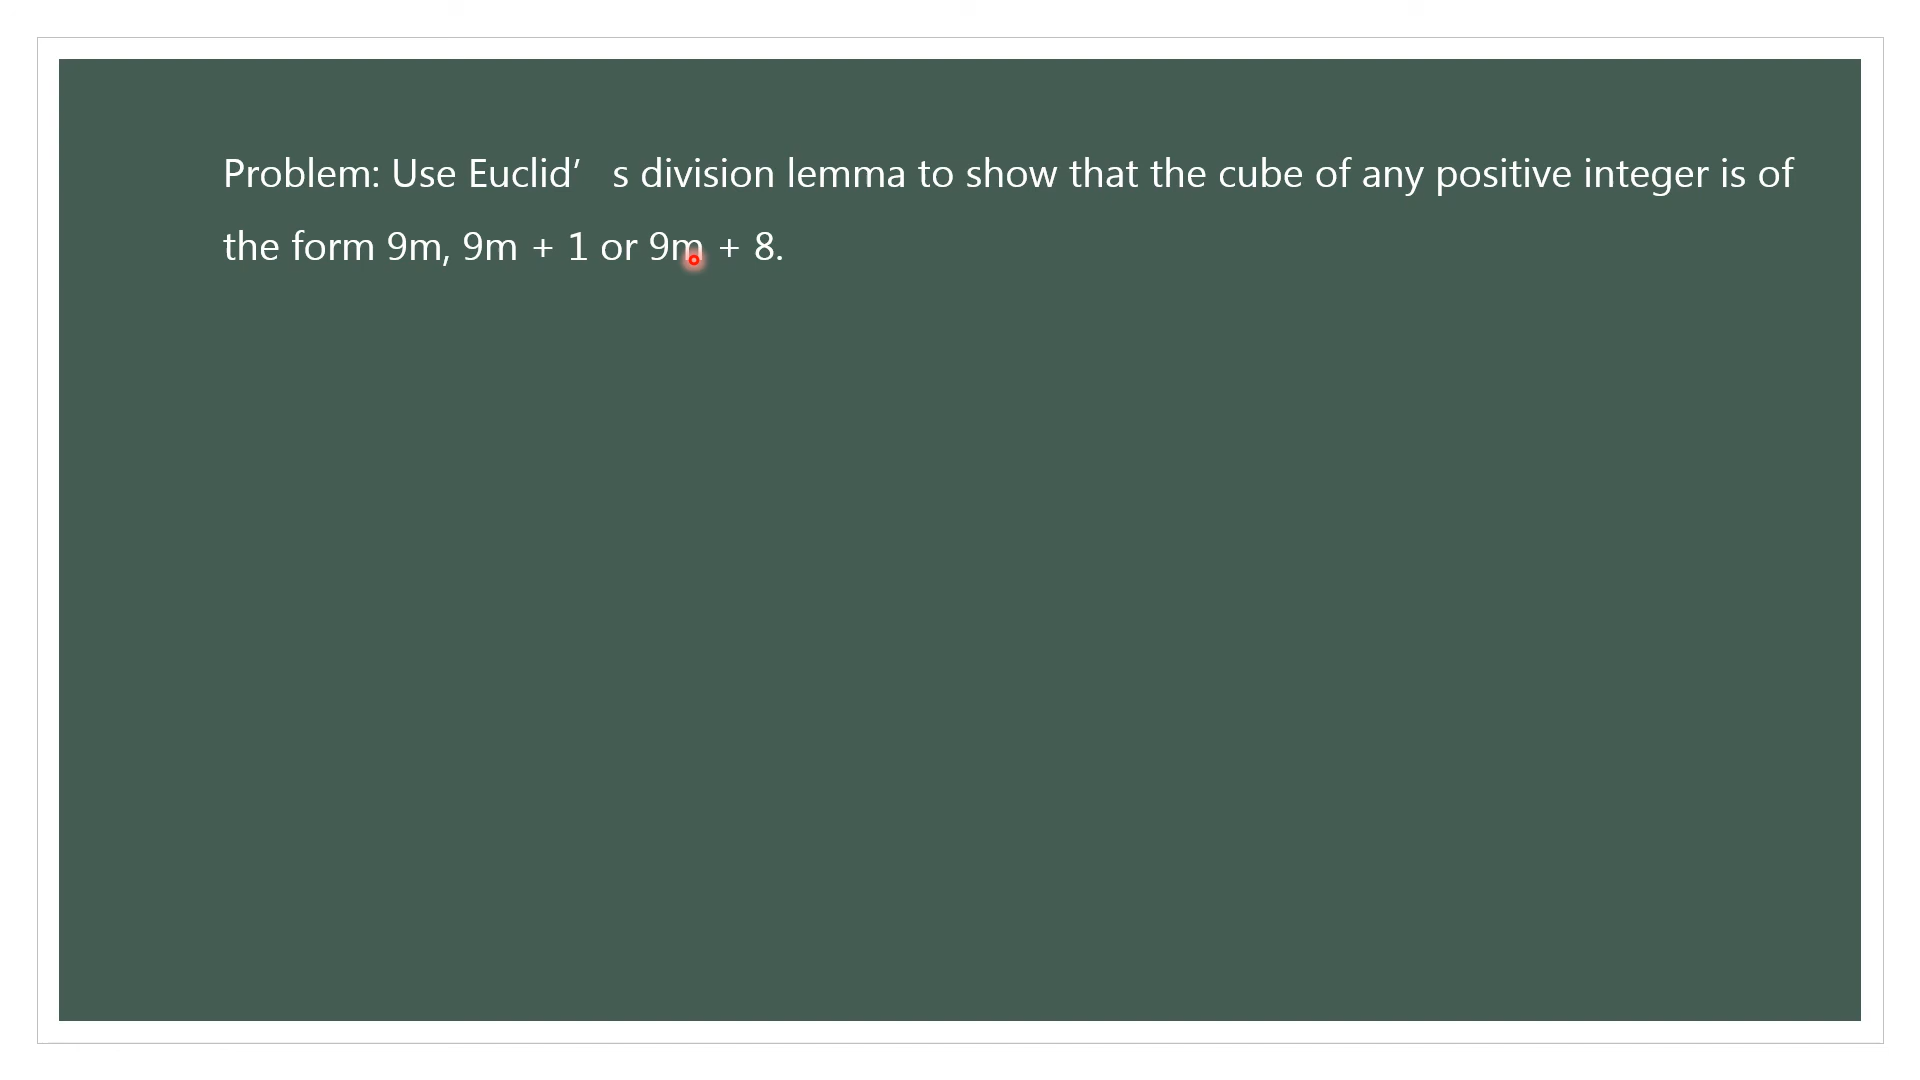 Problem: Use Euclid’ s division lemma to show that the cube of any positive integer is of
the form 9m, 9m + 1 or 9m + 8.